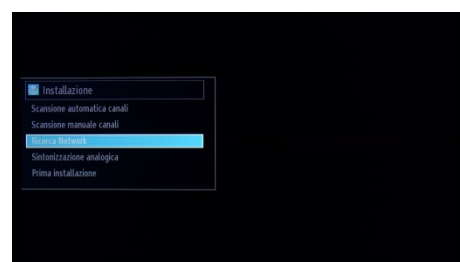 Installazione
Scansione automatica canali
Scansione manuale canali
Ricerca Network
Sintonizzazione analogica
Prima installazione